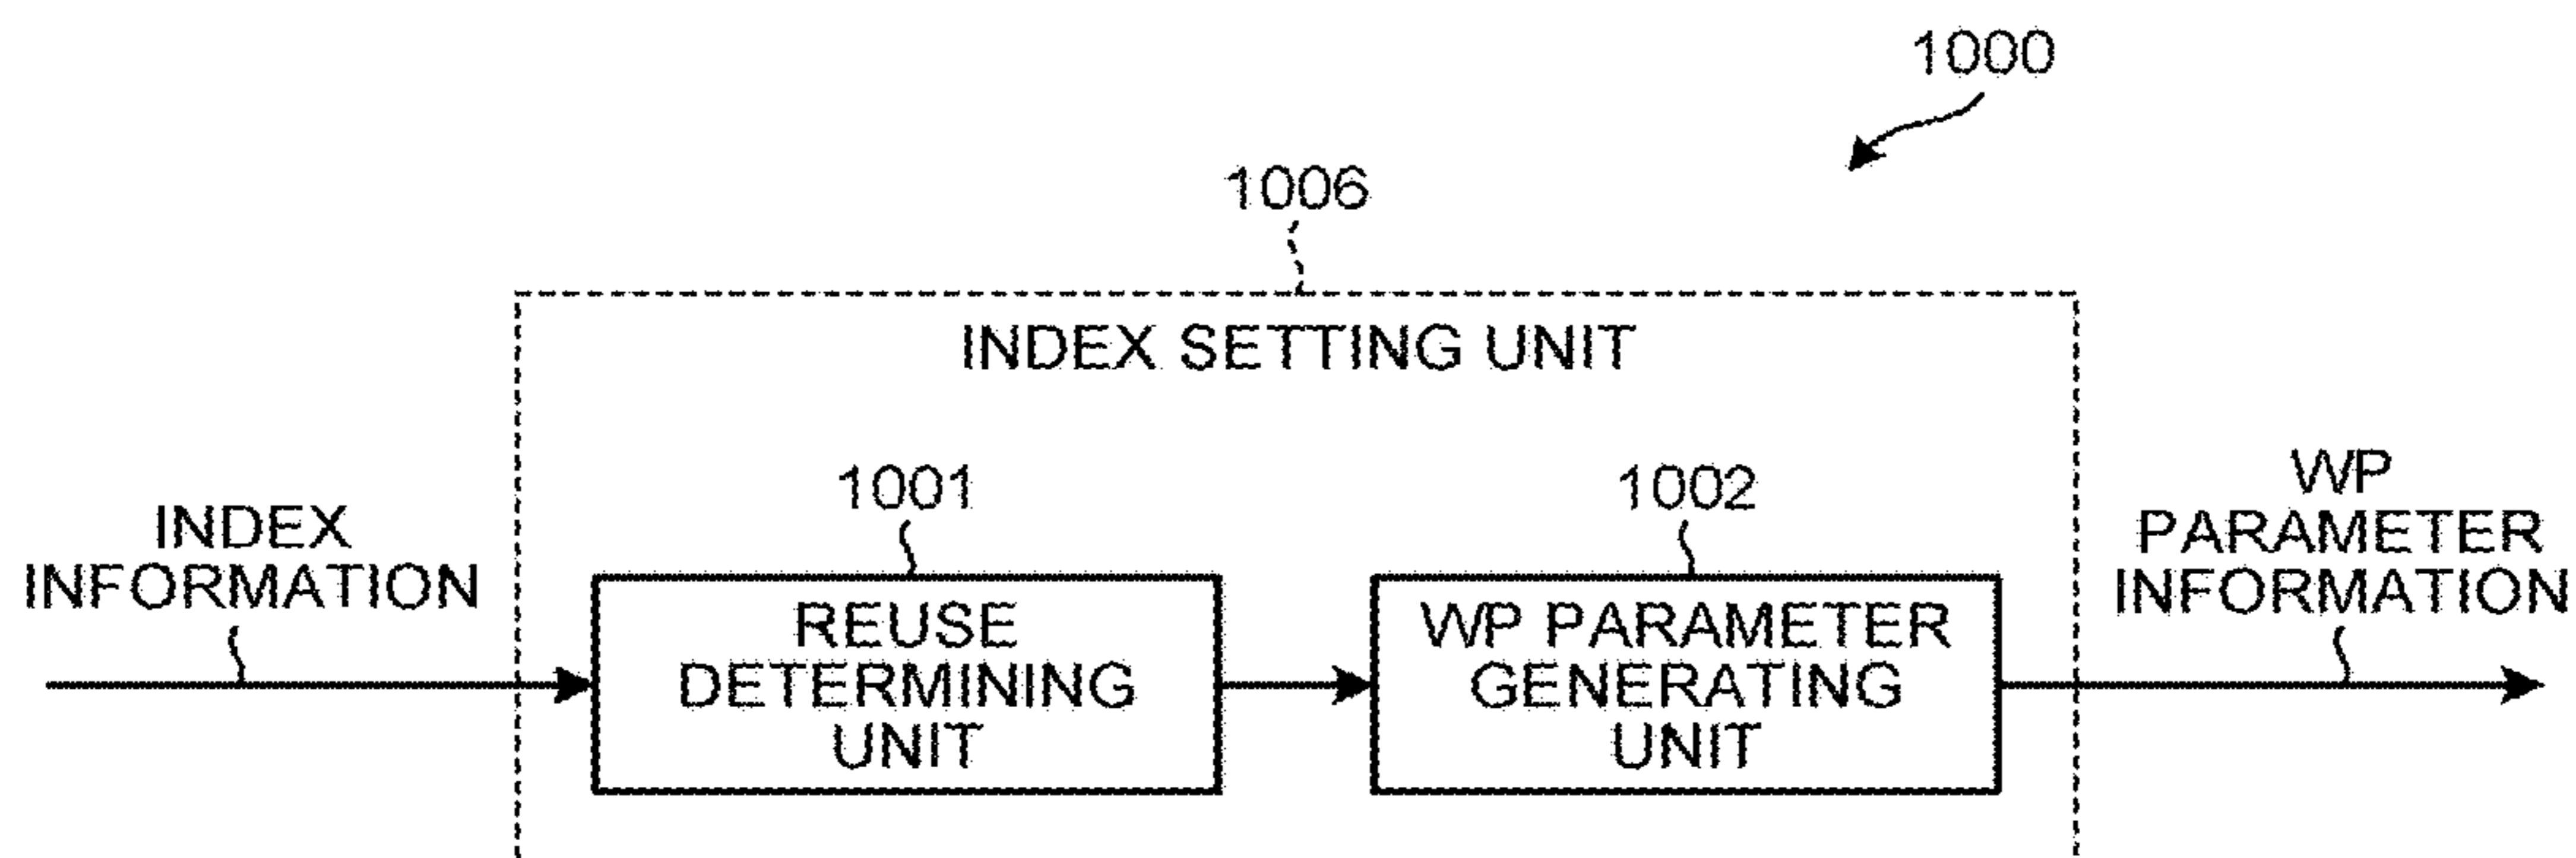 1000
1006
INDEX SETTING UNIT
1001
1002
INDEX
INFORMATION
REUSE
DETERMINING
UNIT
WP PARAMETER
GENERATING
UNIT
WP
PARAMETER
INFORMATION